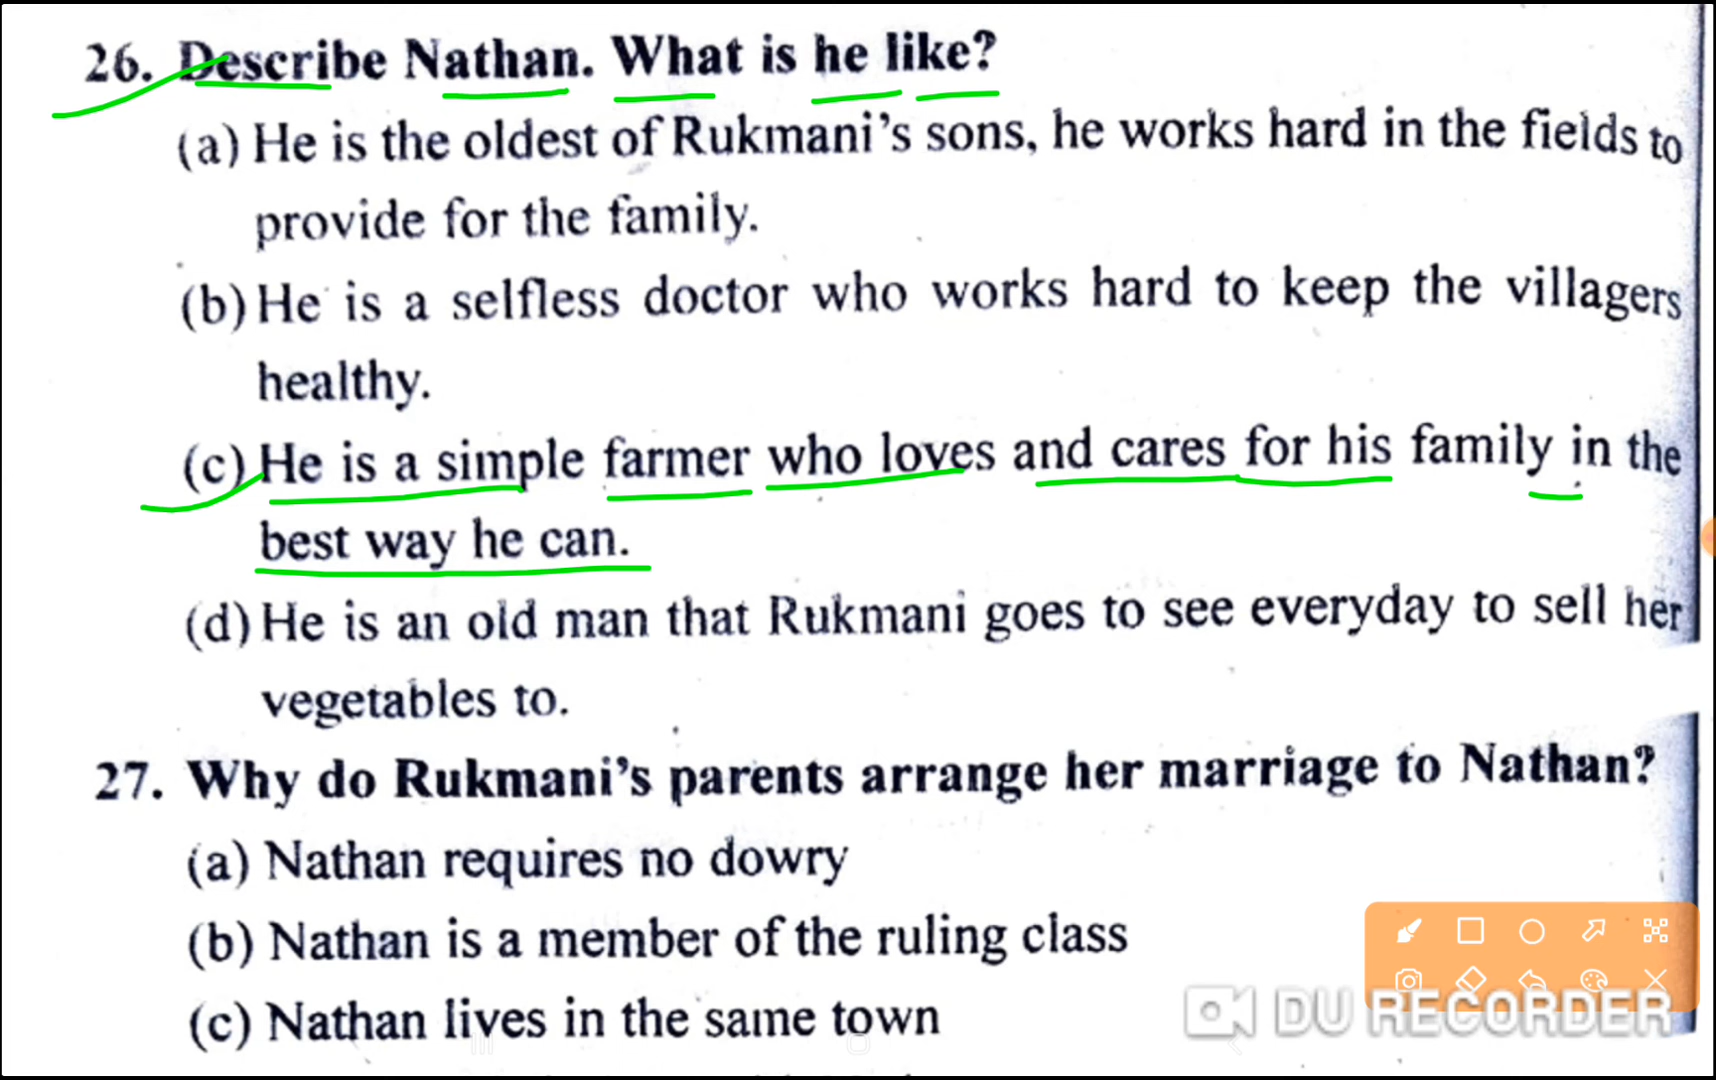 26. Describe Nathan. What is he like?
(a) He is the oldest of Rukmani's sons, he works hard in the fields to
provide for the family.
(b) He is a selfless doctor who works hard to keep the villagers
healthy.
(c) He is a simple farmer who loves and cares for his family in the
best way he can.
(d) He is an old man that Rukmani goes to see everyday to sell her
vegetables to.
27. Why do Rukmani's parents arrange her marriage to Nathan?
(a) Nathan requires no dowry
(b) Nathan is a member of the ruling class
(c) Nathan lives in the same town
DU RECORDER